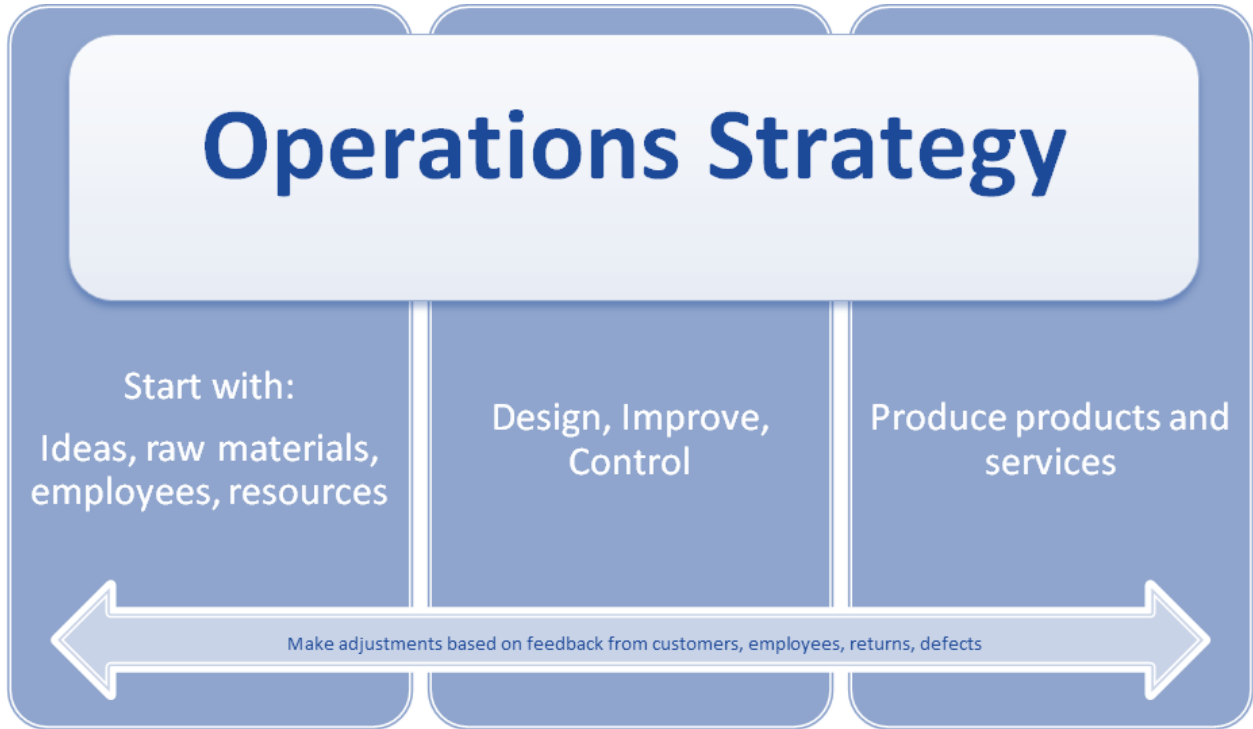 Operations Strategy
Start with:
Ideas, raw materials,
employees, resources
Design, Improve,
Control
Produce products and
services
Make adjustments based on feedback from customers, employees, returns, defects